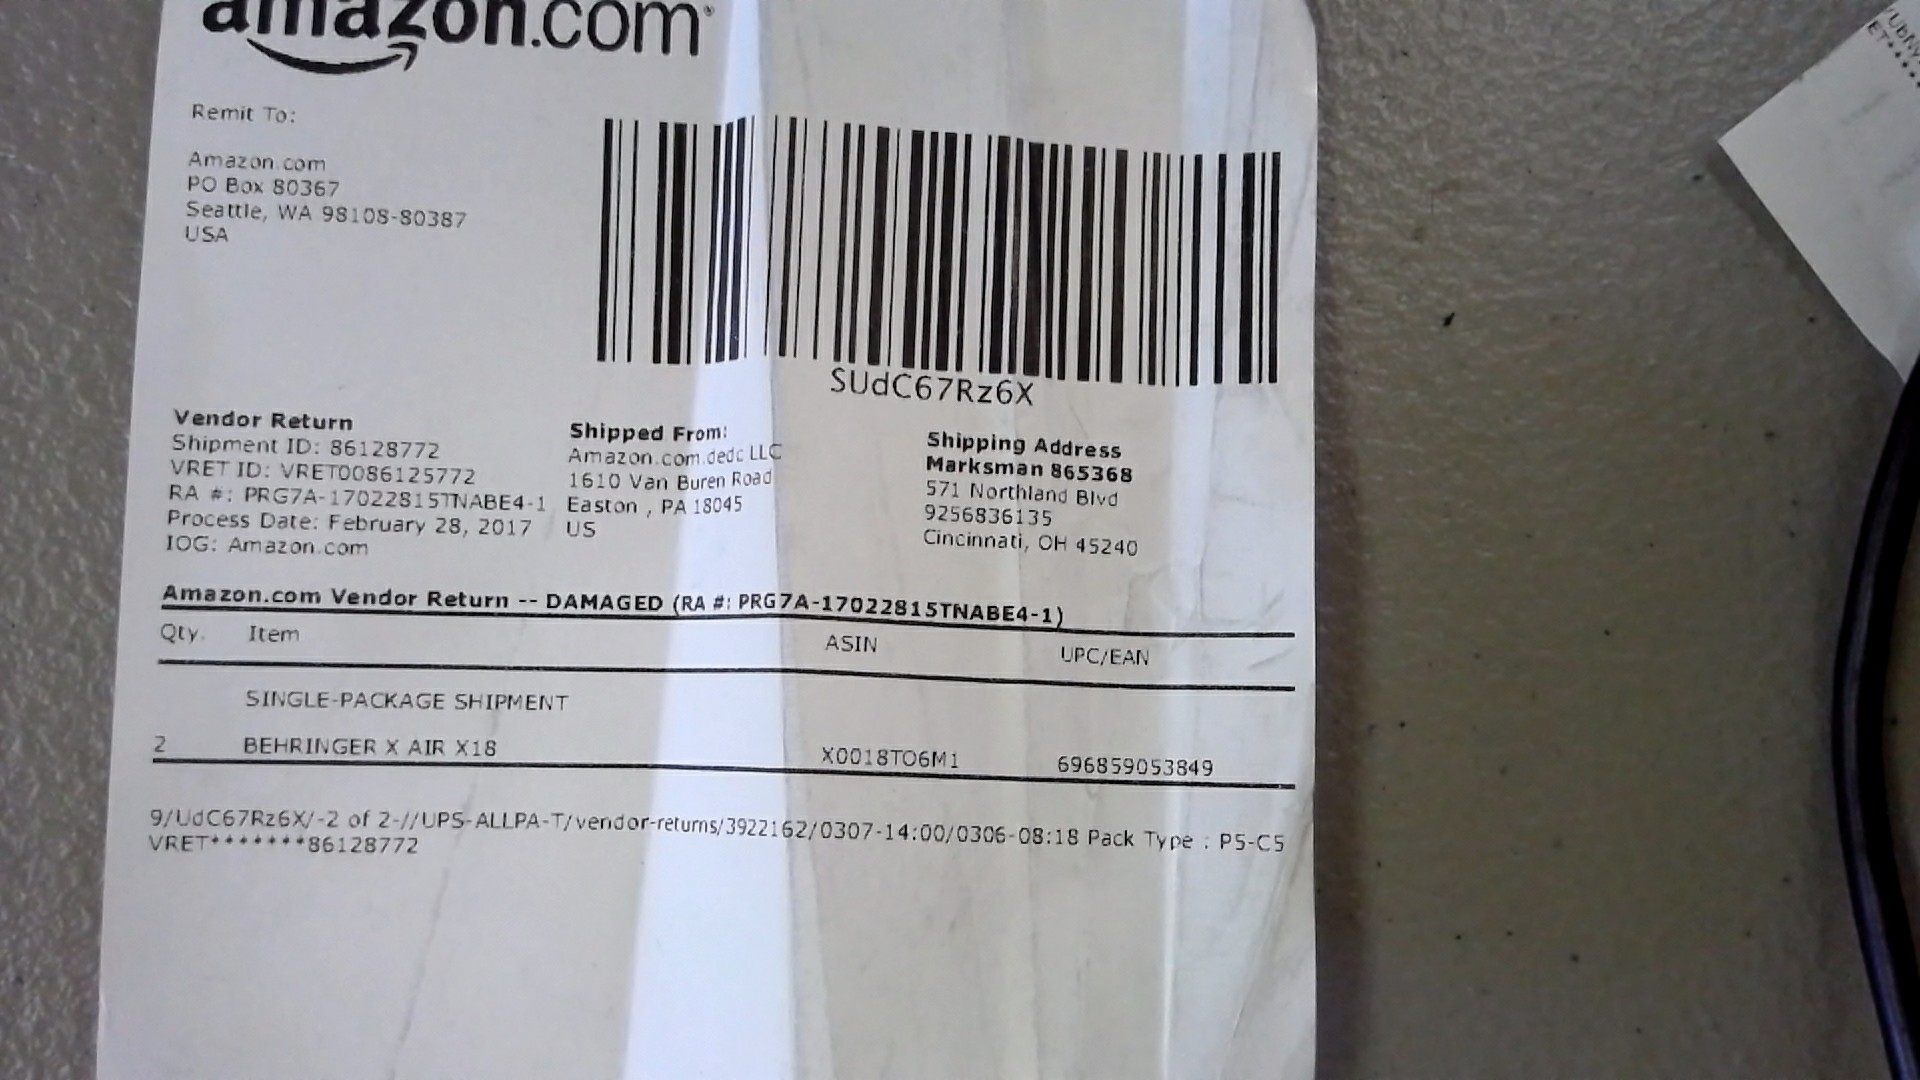 amazon.com
Remit To:
Amazon.com
PO Box 80367
Seattle, WA 98108-80387
USA
SUdC67Rz6X
Vendor Return
Shipment ID: 86128772
VRET ID: VRET0086125772
RA #: PRG7A-17022815TNABE4-1
Process Date: February 28, 2017
IOG: Amazon.com
Shipped From:
Amazon.com.dedc LLC
1610 Van Buren Road
Easton , PA 18045
US
Shipping Address
Marksman 865368
571 Northland Blvd
9256836135
Cincinnati, OH 45240
Amazon.com Vendor Return -- DAMAGED (RA #: PRG7A-17022815TNABE4-1)
Qty. Item ASIN UPC/EAN
SINGLE-PACKAGE SHIPMENT
2 BEHRINGER X AIR X18 X0018TO6M1 696859053849
9/UdC67Rz6X/-2 of 2-//UPS-ALLPA-T/vendor-returns/3922162/0307-14:00/0306-08:18 Pack Type : P5-C5
VRET*******86128772